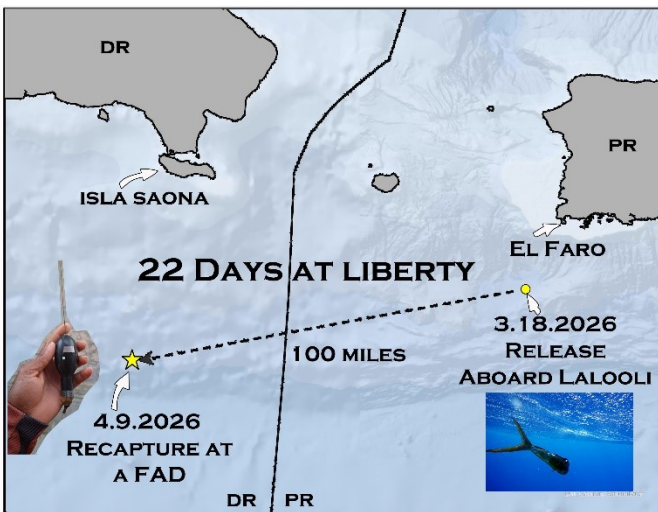 DR
PR
ISLA SAONA
EL FARO
22 DAYS AT LIBERTY
100 MILES
3.18.2026
RELEASE
ABOARD LALOOLI
4.9.2026
RECAPTURE AT
A FAD
DR PR